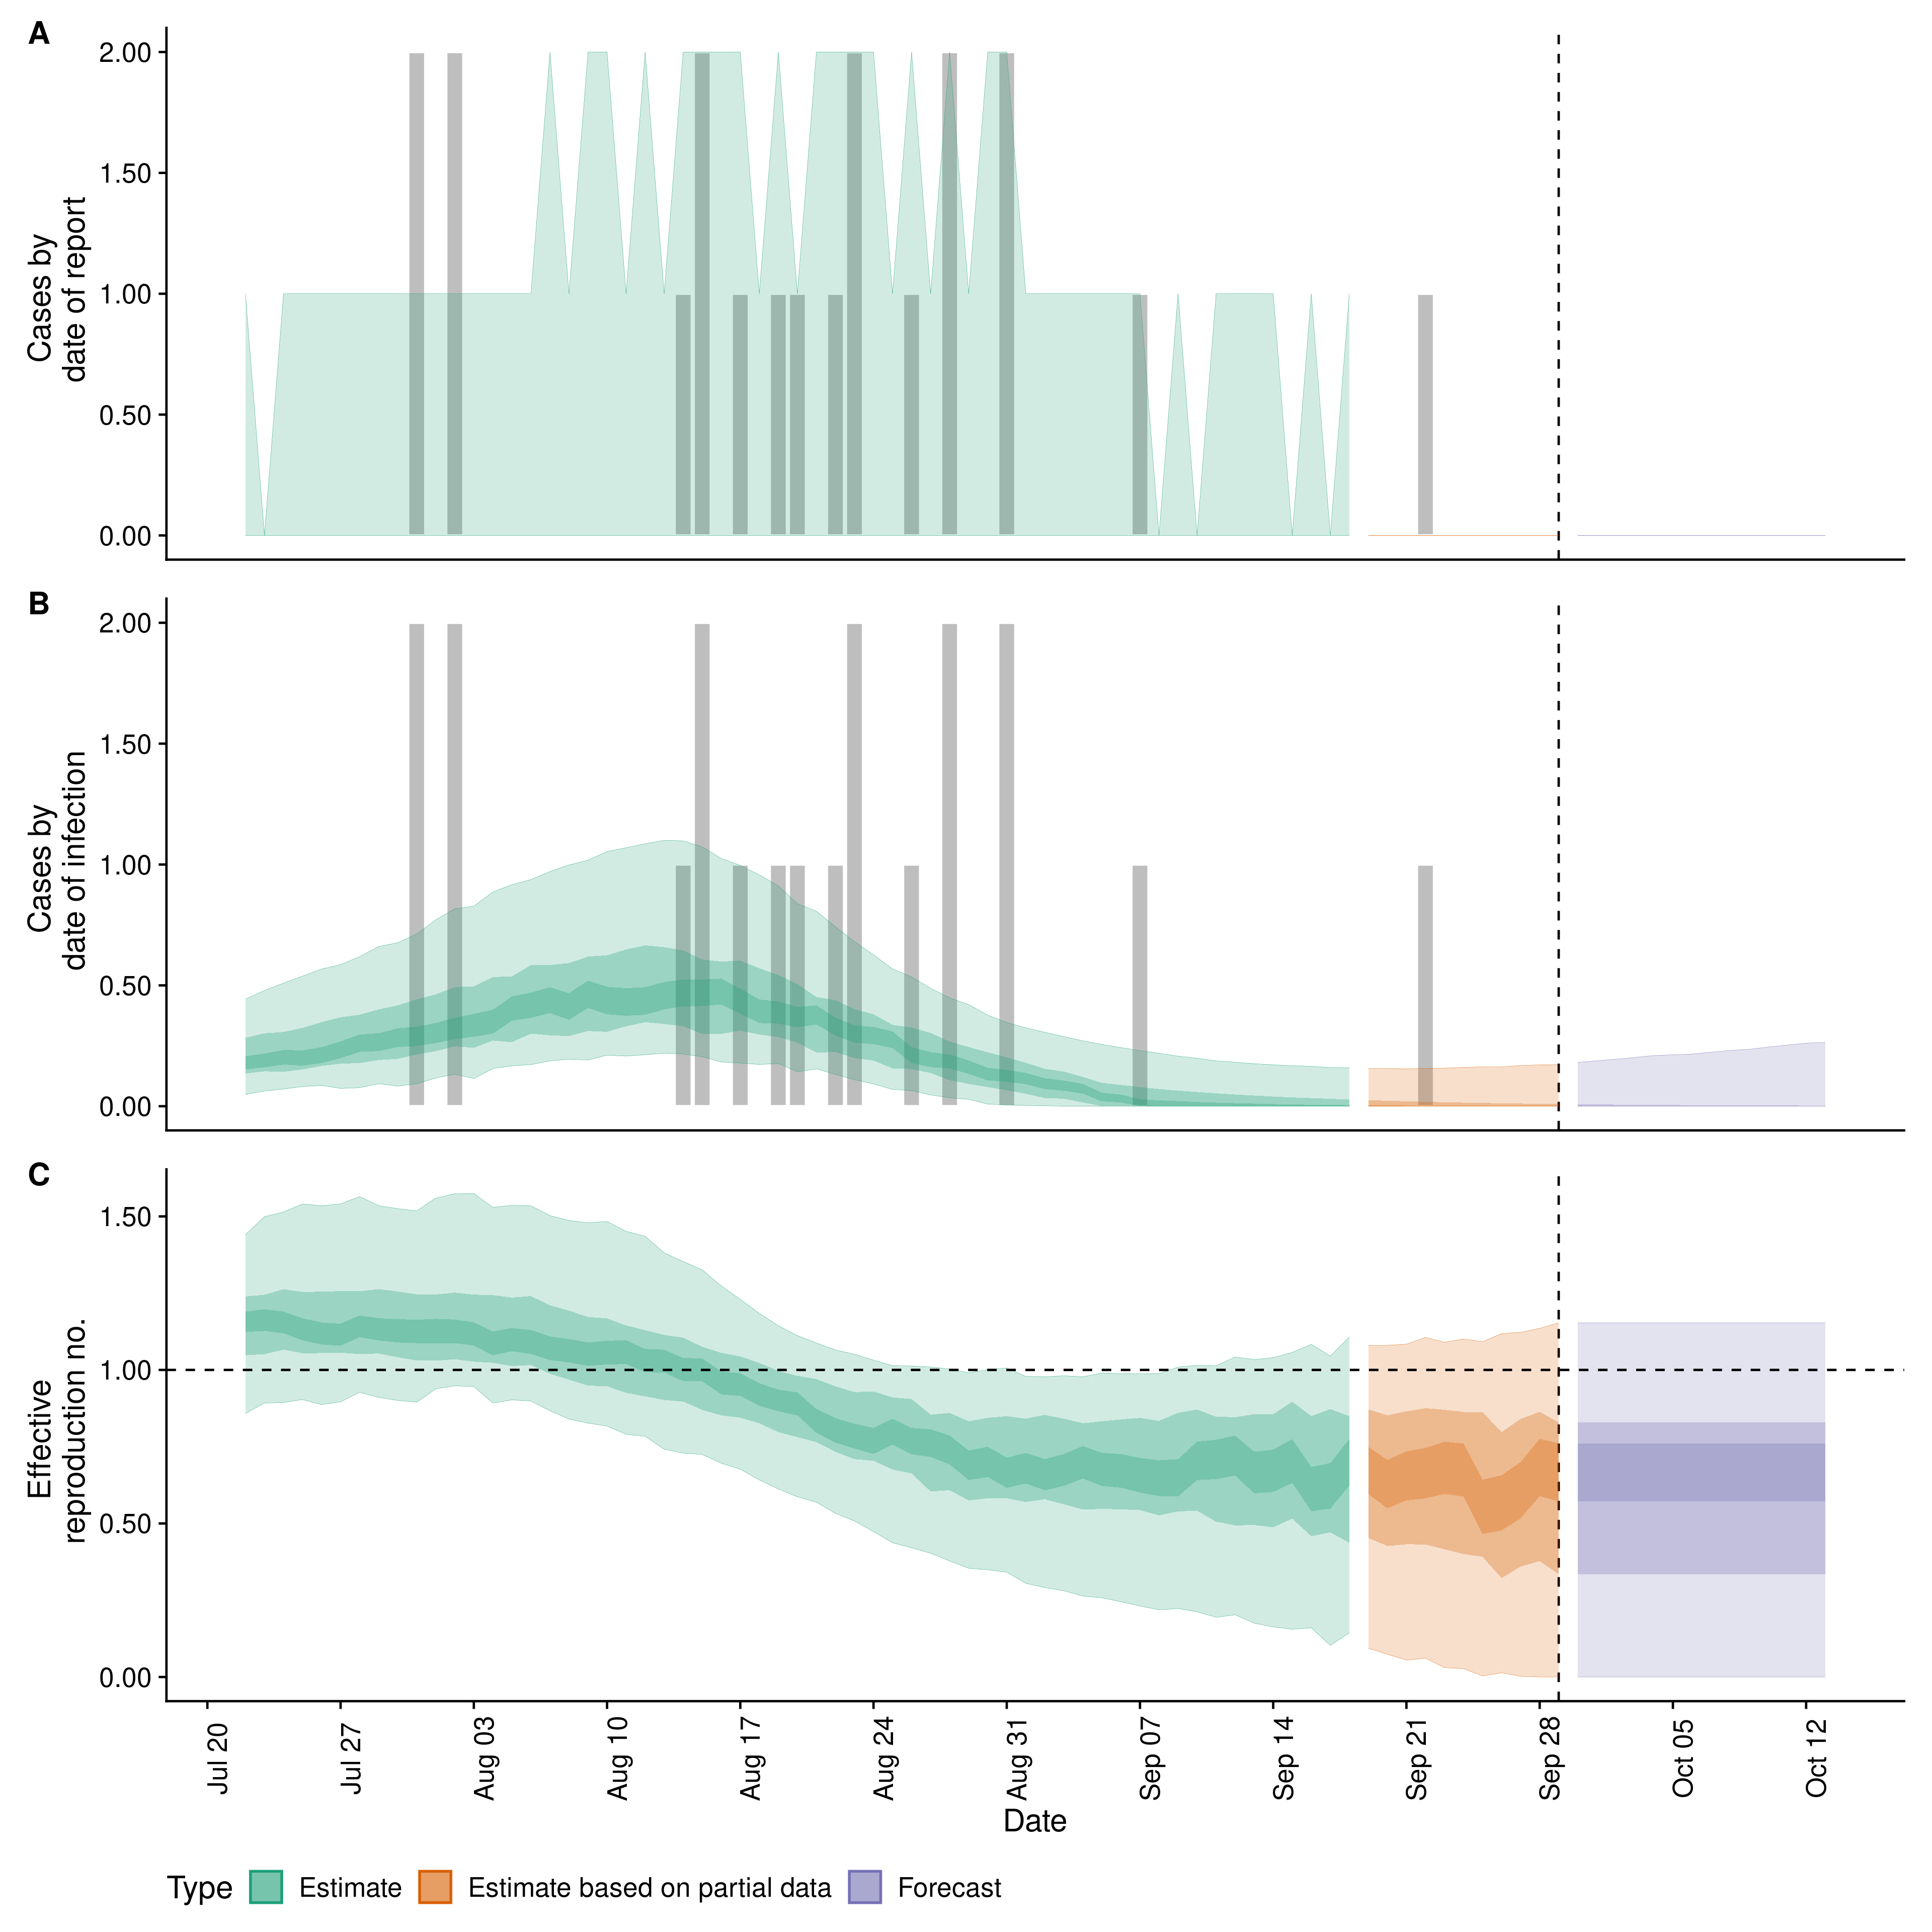 A
2.00
1.50
1.00
0.50
0.00
Cases by
date of report
B
2.00
1.50
1.00
0.50
0.00
Cases by
date of infection
C
1.50
1.00
0.50
0.00
Effective
reproduction no.
Jul 20
Jul 27
Aug 03
Aug 10
Aug 17
Aug 24
Aug 31
Sep 07
Sep 14
Sep 21
Sep 28
Oct 05
Oct 12
Date
Type Estimate Estimate based on partial data Forecast